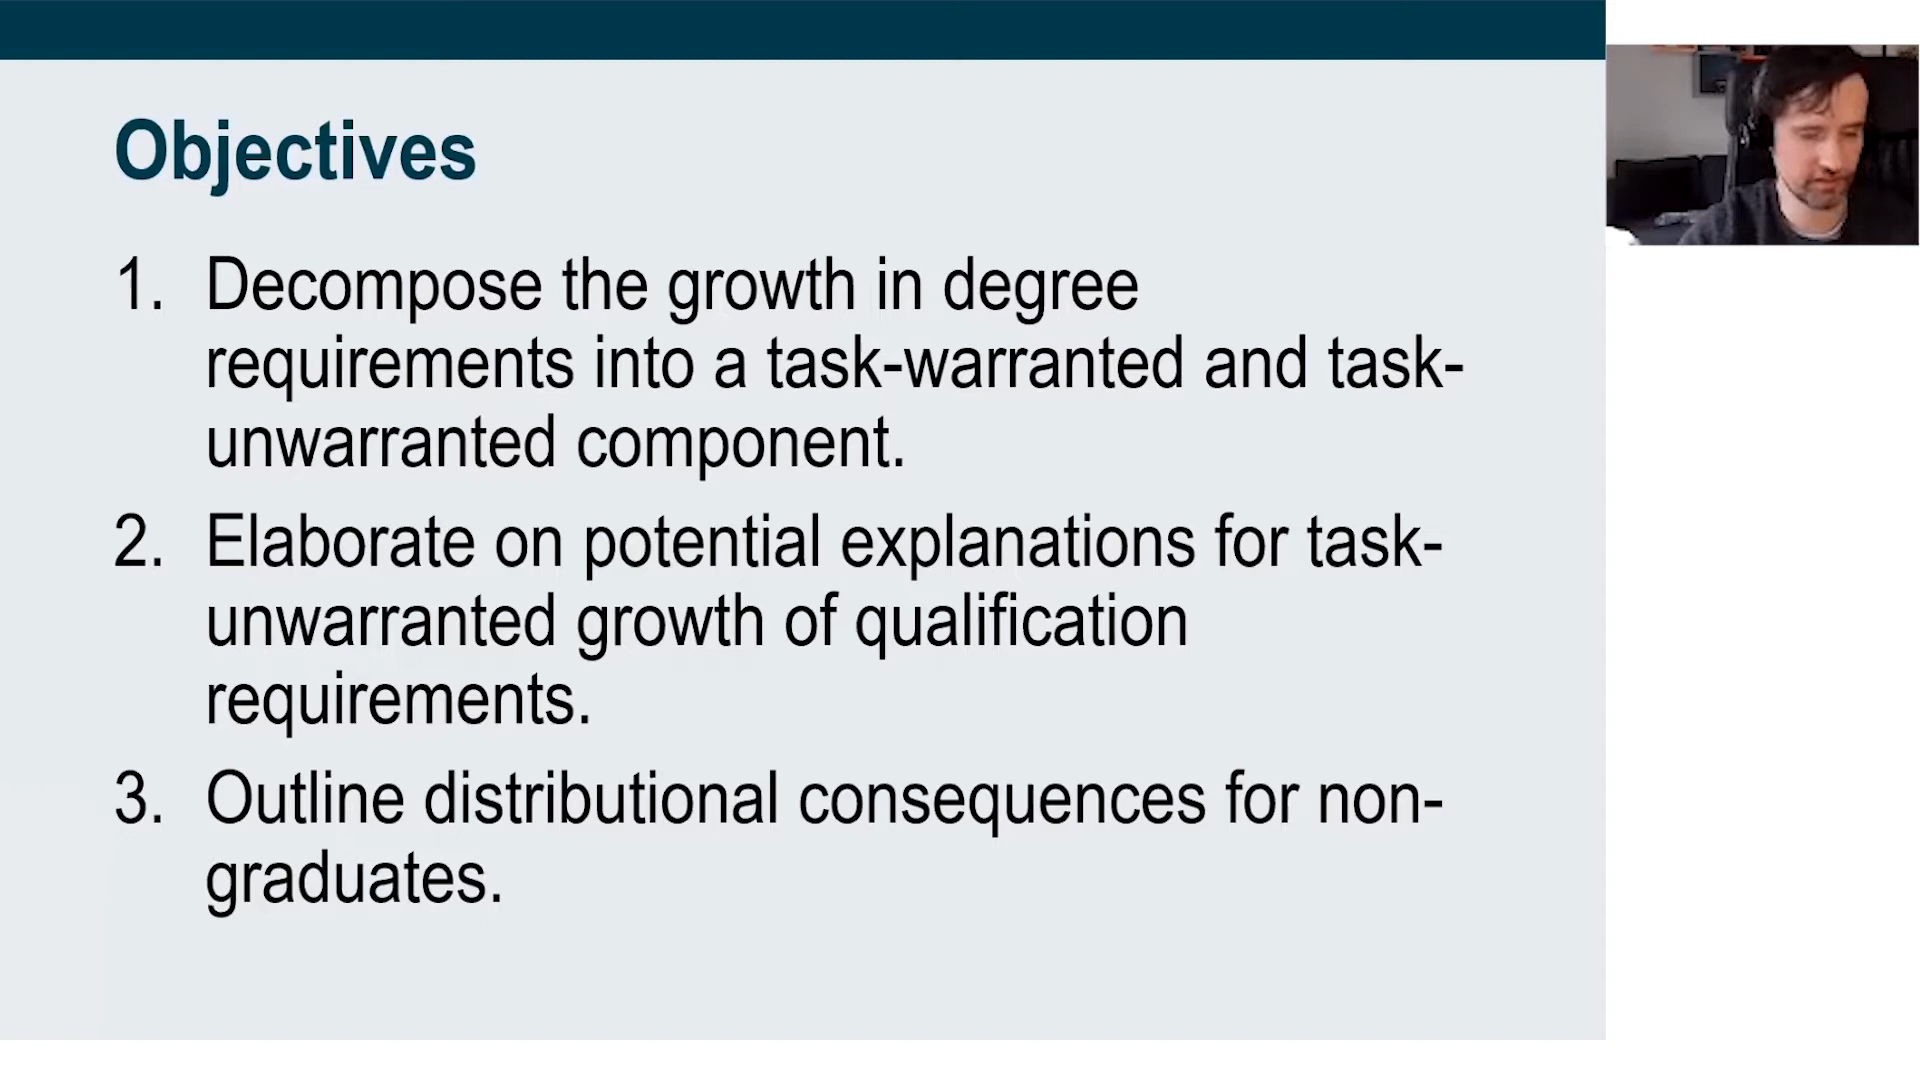 Objectives
1. Decompose the growth in degree
requirements into a task-warranted and task-
unwarranted component.
2. Elaborate on potential explanations for task-
unwarranted growth of qualification
requirements.
3. Outline distributional consequences for non-
graduates.